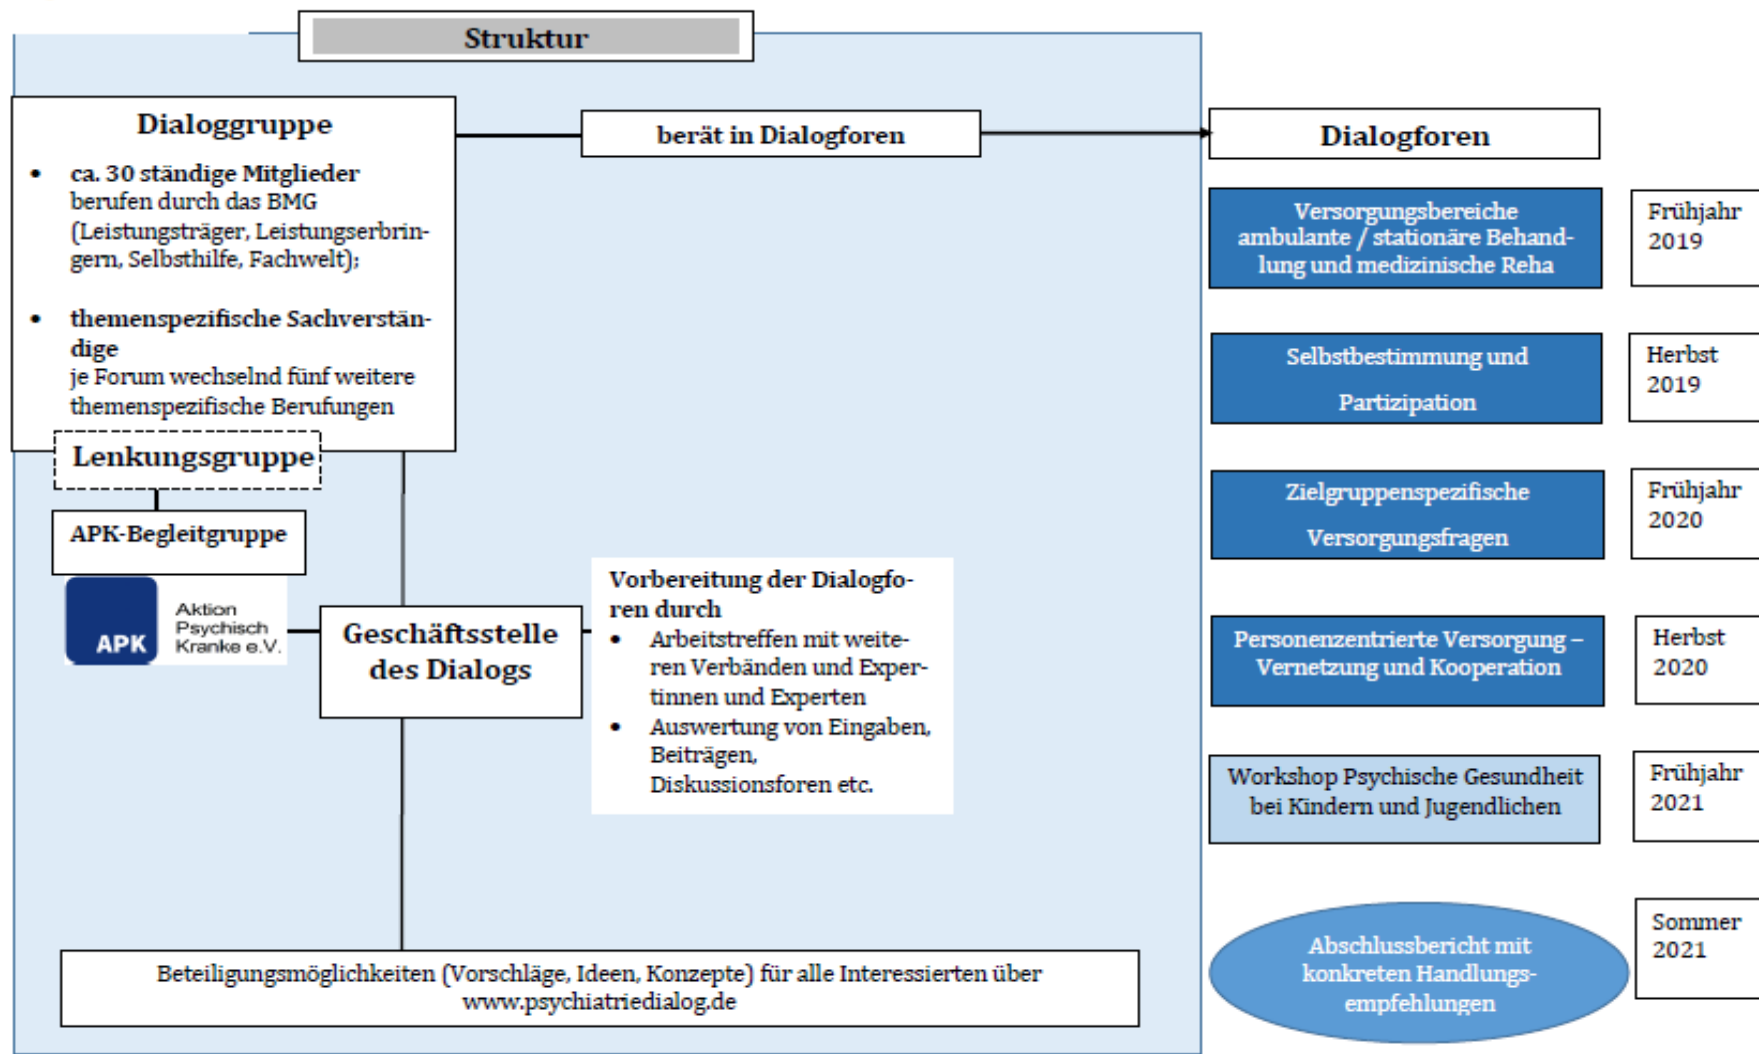 Struktur
Dialoggruppe
• ca. 30 ständige Mitglieder
berufen durch das BMG
(Leistungsträger, Leistungserbrin-
gern, Selbsthilfe, Fachwelt);
• themenspezifische Sachverstän-
dige
je Forum wechselnd fünf weitere
themenspezifische Berufungen
Lenkungsgruppe
APK-Begleitgruppe
APK
Aktion
Psychisch
Kranke e.V.
Geschäftsstelle
des Dialogs
berät in Dialogforen
Vorbereitung der Dialogfo-
ren durch
• Arbeitstreffen mit weite-
ren Verbänden und Exper-
tinnen und Experten
• Auswertung von Eingaben,
Beiträgen,
Diskussionsforen etc.
Beteiligungsmöglichkeiten (Vorschläge, Ideen, Konzepte) für alle Interessierten über
www.psychiatriedialog.de
Dialogforen
Versorgungsbereiche
ambulante / stationäre Behand-
lung und medizinische Reha
Frühjahr
2019
Selbstbestimmung und
Partizipation
Herbst
2019
Zielgruppenspezifische
Versorgungsfragen
Frühjahr
2020
Personenzentrierte Versorgung –
Vernetzung und Kooperation
Herbst
2020
Workshop Psychische Gesundheit
bei Kindern und Jugendlichen
Frühjahr
2021
Abschlussbericht mit
konkreten Handlungs-
empfehlungen
Sommer
2021